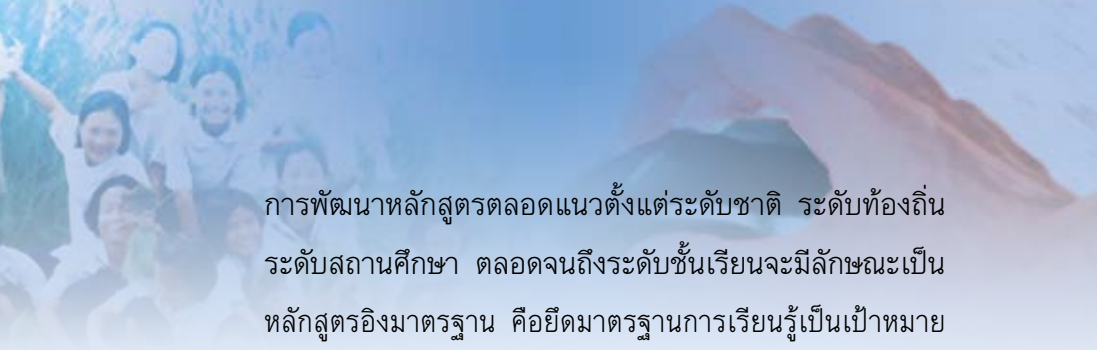 การพัฒนาหลักสูตรตลอดแนวตั้งแต่ระดับชาติ ระดับท้องถิ่น
ระดับสถานศึกษา ตลอดจนถึงระดับชั้นเรียนจะมีลักษณะเป็น
หลักสูตรอิงมาตรฐาน คือยึดมาตรฐานการเรียนรู้เป็นเป้าหมาย